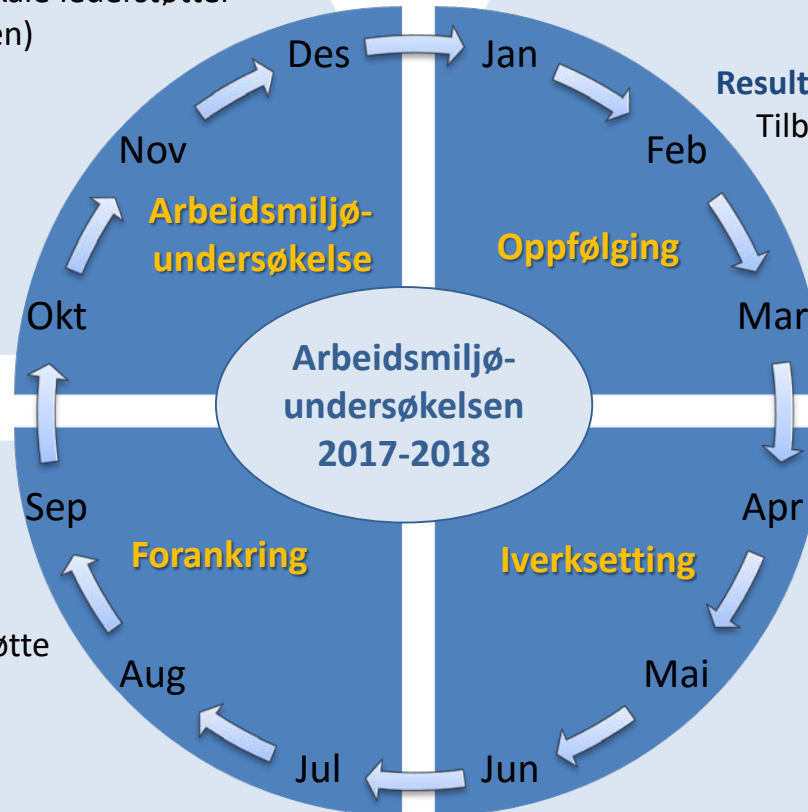 en)
Des
Jan
Nov
Feb
Result
Tilb
Arbeidsmiljø-
undersøkelse
Oppfølging
Okt
Mar
Arbeidsmiljø-
undersøkelsen
2017-2018
Sep
Apr
Forankring
Iverksetting
øtte
Aug
Mai
Jul
Jun